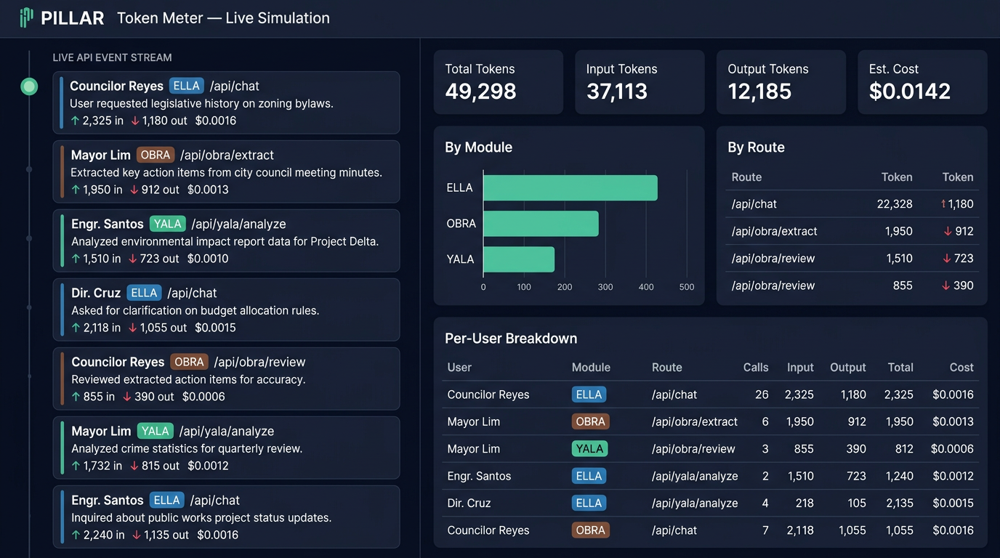 PILLAR Token Meter — Live Simulation
LIVE API EVENT STREAM
Councilor Reyes ELLA /api/chat
User requested legislative history on zoning bylaws.
↑ 2,325 in ↓ 1,180 out $0.0016
Mayor Lim OBRA /api/obra/extract
Extracted key action items from city council meeting minutes.
↑ 1,950 in ↓ 912 out $0.0013
Engr. Santos YALA /api/yala/analyze
Analyzed environmental impact report data for Project Delta.
↑ 1,510 in ↓ 723 out $0.0010
Dir. Cruz ELLA /api/chat
Asked for clarification on budget allocation rules.
↑ 2,118 in ↓ 1,055 out $0.0015
Councilor Reyes OBRA /api/obra/review
Reviewed extracted action items for accuracy.
↑ 855 in ↓ 390 out $0.0006
Mayor Lim YALA /api/yala/analyze
Analyzed crime statistics for quarterly review.
↑ 1,732 in ↓ 815 out $0.0012
Engr. Santos ELLA /api/chat
Inquired about public works project status updates.
↑ 2,240 in ↓ 1,135 out $0.0016
Total Tokens
49,298
Input Tokens
37,113
Output Tokens
12,185
Est. Cost
$0.0142
By Module
ELLA
OBRA
YALA
0 100 200 300 400 500
By Route
Route Token Token
/api/chat 22,328 ↑ 1,180
/api/obra/extract 1,950 ↓ 912
/api/obra/review 1,510 ↓ 723
/api/obra/review 855 ↓ 390
Per-User Breakdown
User Module Route Calls Input Output Total Cost
Councilor Reyes ELLA /api/chat 26 2,325 1,180 2,325 $0.0016
Mayor Lim OBRA /api/obra/extract 6 1,950 912 1,950 $0.0013
Mayor Lim YALA /api/obra/review 3 855 390 812 $0.0006
Engr. Santos ELLA /api/yala/analyze 2 1,510 723 1,240 $0.0012
Dir. Cruz ELLA /api/yala/analyze 4 218 105 2,135 $0.0015
Councilor Reyes OBRA /api/chat 7 2,118 1,055 1,055 $0.0016